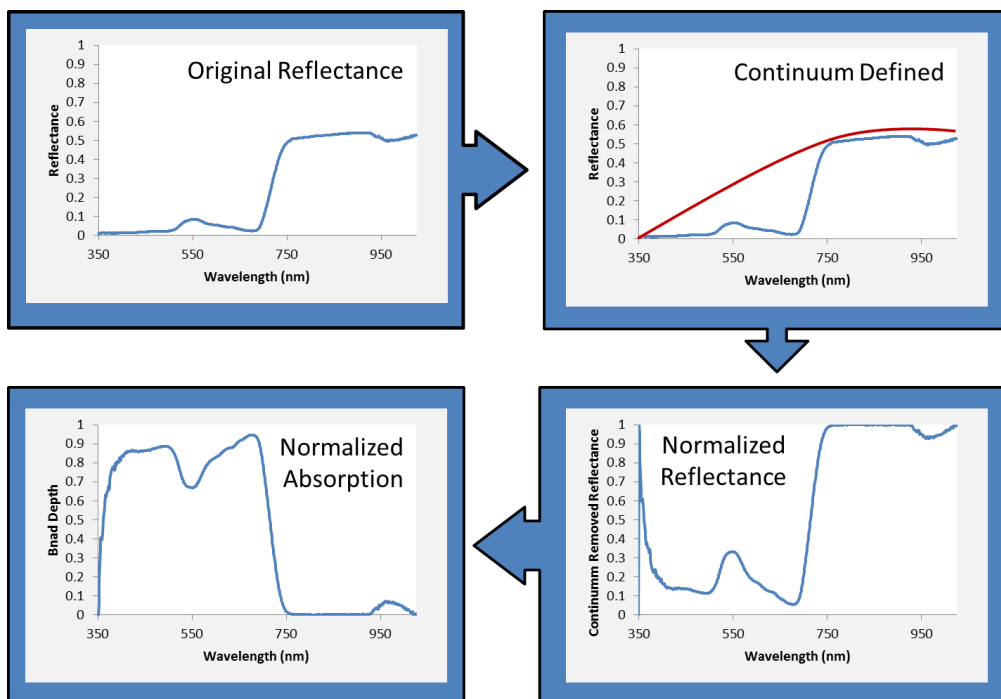 Original Reflectance
1
0.9
0.8
0.7
0.6
0.5
0.4
0.3
0.2
0.1
0
Reflectance
350 550 750 950
Wavelength (nm)
Continuum Defined
1
0.9
0.8
0.7
0.6
0.5
0.4
0.3
0.2
0.1
0
Reflectance
350 550 750 950
Wavelength (nm)
Normalized
Absorption
1
0.9
0.8
0.7
0.6
0.5
0.4
0.3
0.2
0.1
0
Bnad Depth
350 550 750 950
Wavelength (nm)
Normalized
Reflectance
1
0.9
0.8
0.7
0.6
0.5
0.4
0.3
0.2
0.1
0
Continumm Removed Reflectance
350 550 750 950
Wavelength (nm)